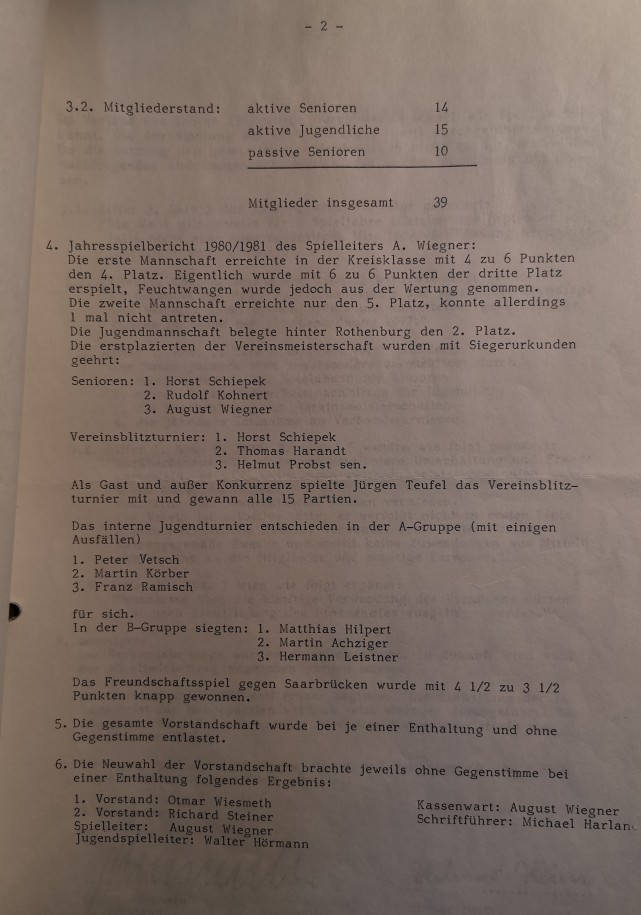 - 2 -
3.2. Mitgliederstand: aktive Senioren 14
aktive Jugendliche 15
passive Senioren 10
Mitglieder insgesamt 39
4. Jahresspielbericht 1980/1981 des Spielleiters A. Wiegner:
Die erste Mannschaft erreichte in der Kreisklasse mit 4 zu 6 Punkten
den 4. Platz. Eigentlich wurde mit 6 zu 6 Punkten der dritte Platz
erspielt, Feuchtwangen wurde jedoch aus der Wertung genommen.
Die zweite Mannschaft erreichte nur den 5. Platz, konnte allerdings
1 mal nicht antreten.
Die Jugendmannschaft belegte hinter Rothenburg den 2. Platz.
Die erstplazierten der Vereinsmeisterschaft wurden mit Siegerurkunden
geehrt:
Senioren: 1. Horst Schiepek
2. Rudolf Kohnert
3. August Wiegner
Vereinsblitzturnier: 1. Horst Schiepek
2. Thomas Harandt
3. Helmut Probst sen.
Als Gast und außer Konkurrenz spielte Jürgen Teufel das Vereinsblitz-
turnier mit und gewann alle 15 Partien.
Das interne Jugendturnier entschieden in der A-Gruppe (mit einigen
Ausfällen)
1. Peter Vetsch
2. Martin Körber
3. Franz Ramisch
für sich.
In der B-Gruppe siegten: 1. Matthias Hilpert
2. Martin Achziger
3. Hermann Leistner
Das Freundschaftsspiel gegen Saarbrücken wurde mit 4 1/2 zu 3 1/2
Punkten knapp gewonnen.
5. Die gesamte Vorstandschaft wurde bei je einer Enthaltung und ohne
Gegenstimme entlastet.
6. Die Neuwahl der Vorstandschaft brachte jeweils ohne Gegenstimme bei
einer Enthaltung folgendes Ergebnis:
1. Vorstand: Otmar Wiesmeth
2. Vorstand: Richard Steiner
Spielleiter: August Wiegner
Jugendspielleiter: Walter Hörmann
Kassenwart: August Wiegner
Schriftführer: Michael